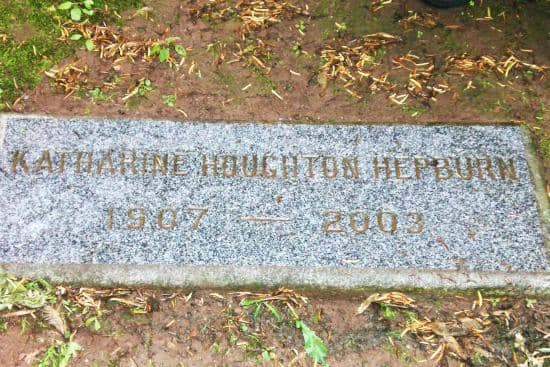 KATHARINE HOUGHTON HEPBURN
1907 — 2003